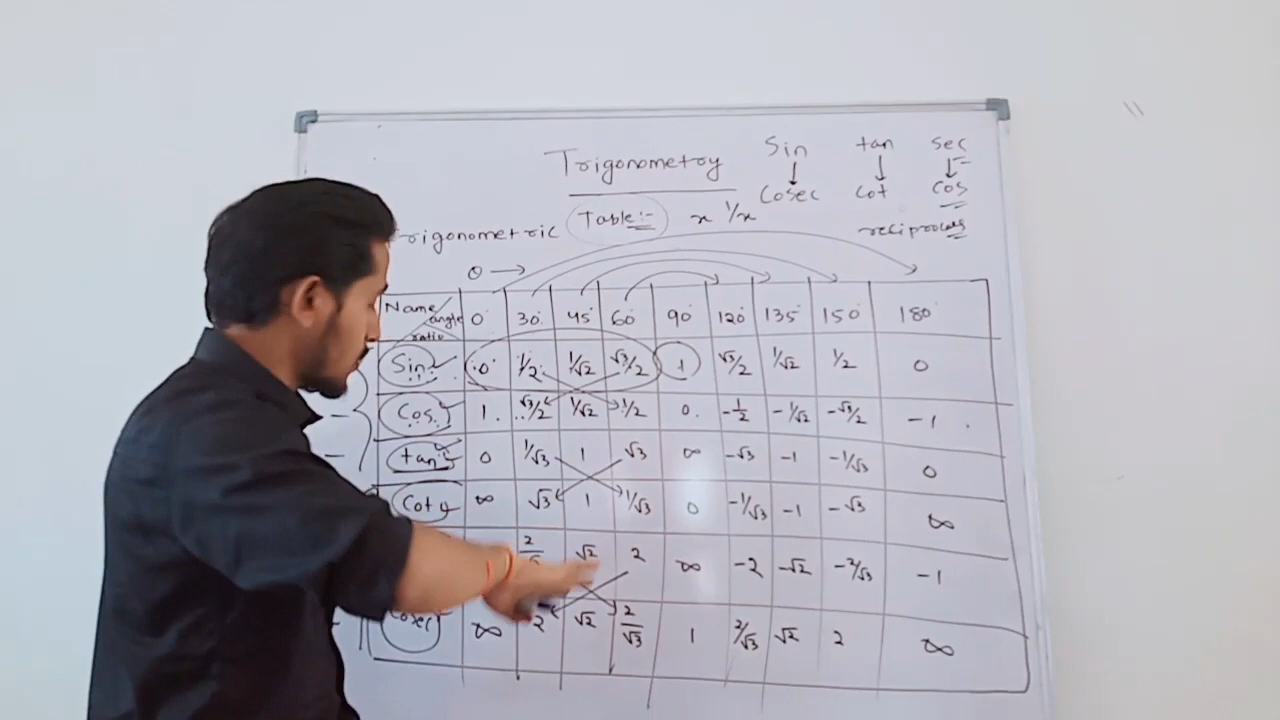 Trigonometry Sin tan sec
Cosec Cot Cos
rigonometric Table:- x 1/x reciprocals
θ →
Name/angle ratio 0° 30° 45° 60° 90° 120° 135° 150° 180°
Sin 0 1/2 1/√2 √3/2 1 √3/2 1/√2 1/2 0
Cos 1 √3/2 1/√2 1/2 0 -1/2 -1/√2 -√3/2 -1
tan 0 1/√3 1 √3 ∞ -√3 -1 -1/√3 0
Cot ∞ √3 1 1/√3 0 -1/√3 -1 -√3 ∞
2 √2 2 ∞ -2 -√2 -2/√3 -1
Cosec ∞ 2 √2 2/√3 1 2/√3 √2 2 ∞